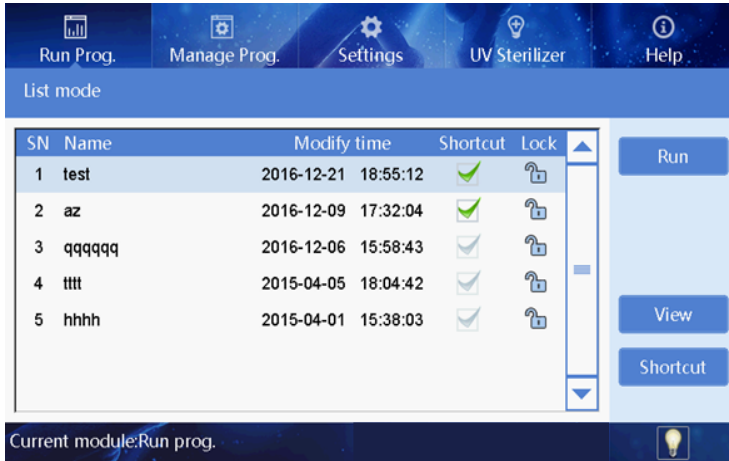 Run Prog. Manage Prog. Settings UV Sterilizer Help
List mode
SN Name Modify time Shortcut Lock
1 test 2016-12-21 18:55:12
2 az 2016-12-09 17:32:04
3 qqqqqq 2016-12-06 15:58:43
4 tttt 2015-04-05 18:04:42
5 hhhh 2015-04-01 15:38:03
Run
View
Shortcut
Current module:Run prog.